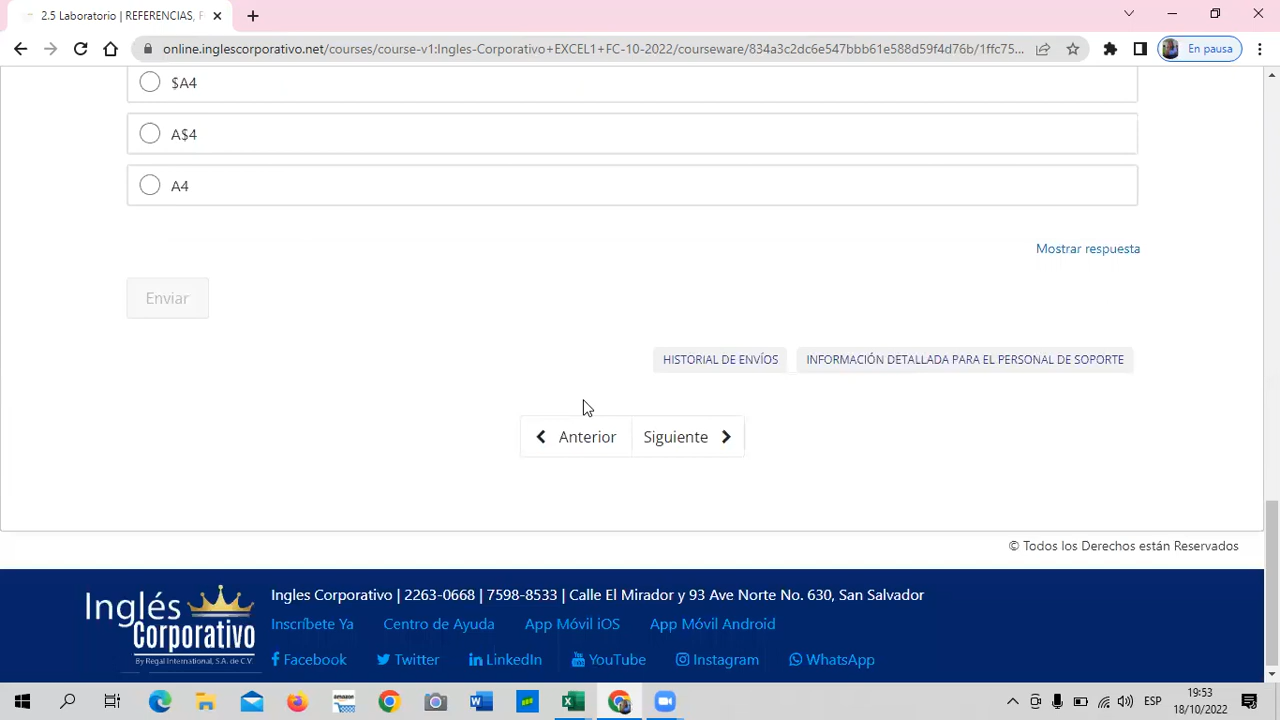 2.5 Laboratorio | REFERENCIAS, F
En pausa
online.inglescorporativo.net/courses/course-v1:Ingles-Corporativo+EXCEL1+FC-10-2022/courseware/834a3c2dc6e547bbb61e588d59f4d76b/1ffc75...
$A4
A$4
A4
Mostrar respuesta
Enviar
HISTORIAL DE ENVÍOS
INFORMACIÓN DETALLADA PARA EL PERSONAL DE SOPORTE
Anterior
Siguiente
© Todos los Derechos están Reservados
Inglés Corporativo
By Regal International, S.A. de C.V.
Ingles Corporativo | 2263-0668 | 7598-8533 | Calle El Mirador y 93 Ave Norte No. 630, San Salvador
Inscríbete Ya
Centro de Ayuda
App Móvil iOS
App Móvil Android
Facebook
Twitter
LinkedIn
YouTube
Instagram
WhatsApp
amazon
ESP
19:53
18/10/2022